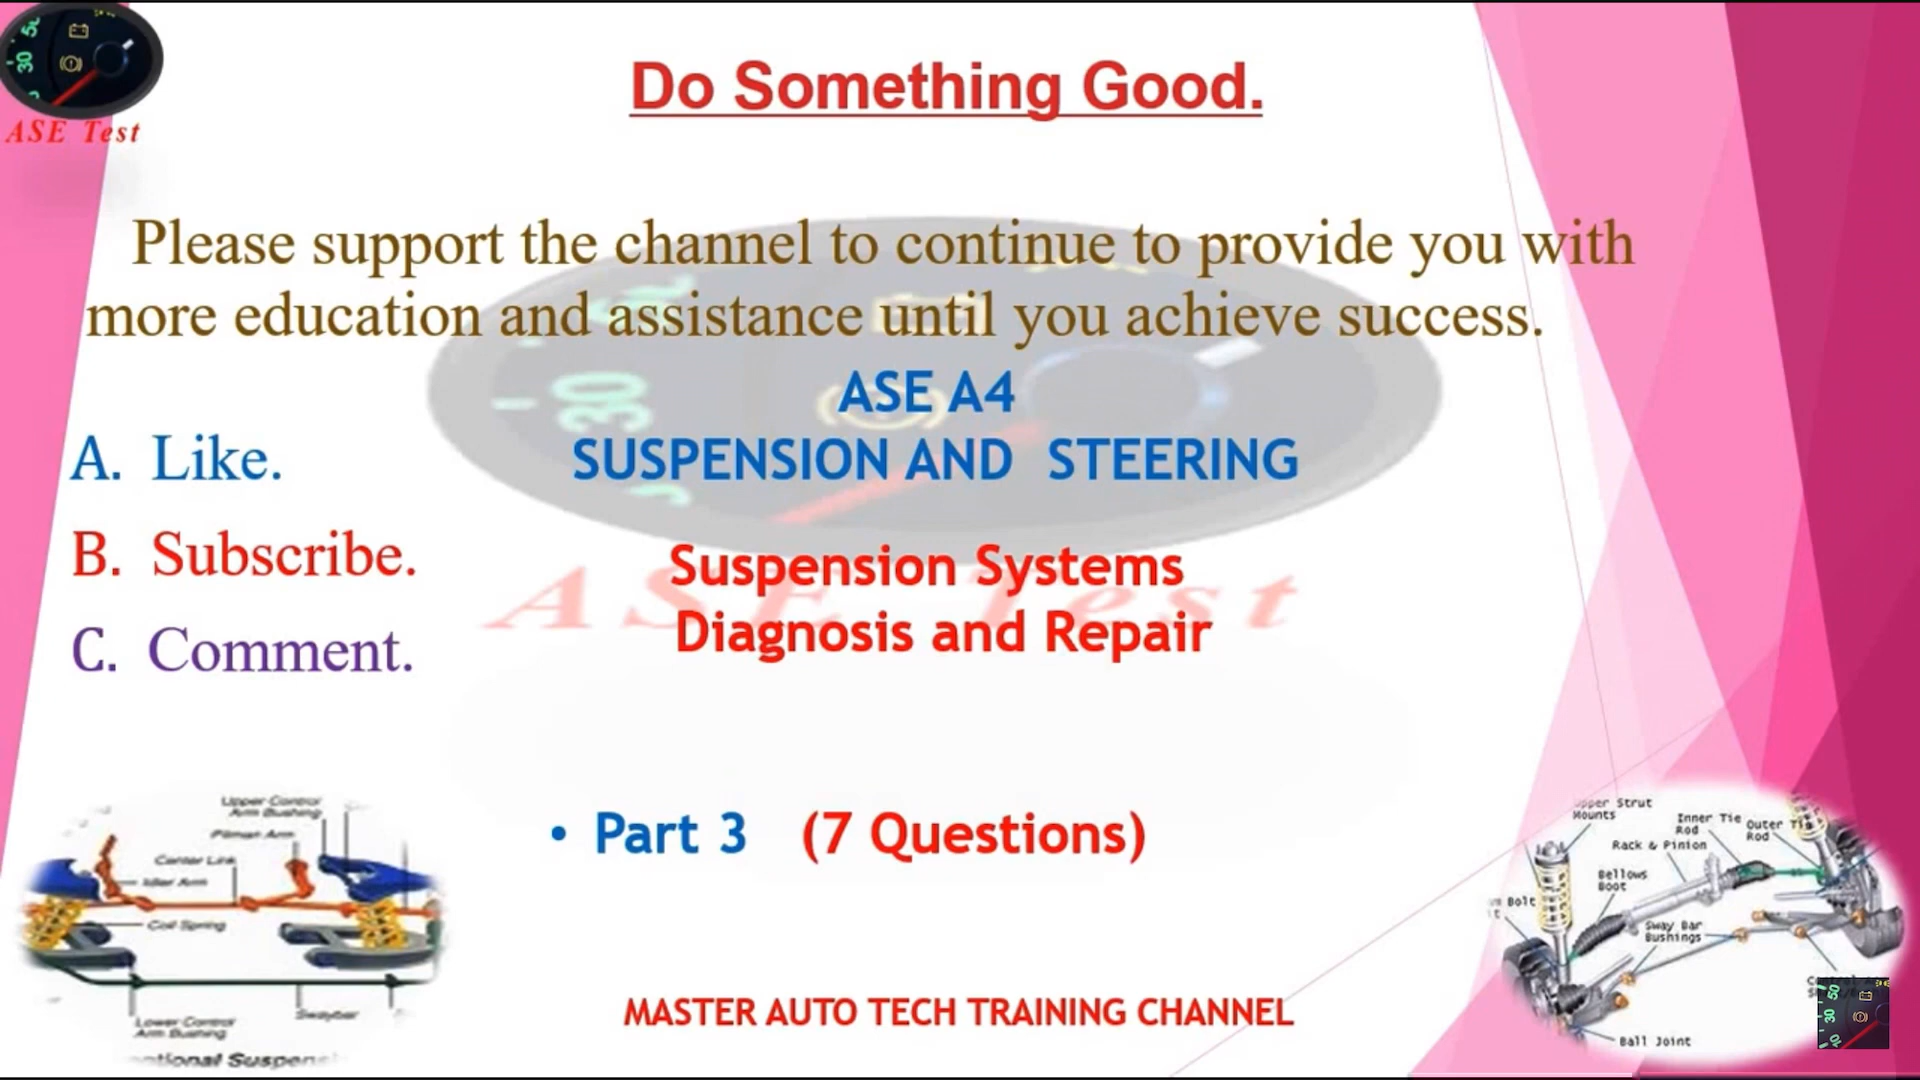 ASE Test
Do Something Good.
Please support the channel to continue to provide you with
more education and assistance until you achieve success.
ASE A4
A. Like.
SUSPENSION AND STEERING
B. Subscribe.
Suspension Systems
ASE Test
Diagnosis and Repair
C. Comment.
• Part 3 (7 Questions)
Upper Control
Arm Bushing
Pitman Arm
Center Link
Idler Arm
Coil Spring
Swaybar
Lower Control
Arm Bushing
Strut
Mounts
Inner Tie
Rod
Outer Tie
Rod
Rack & Pinion
Bellows
Boot
Bolt
Sway Bar
Bushings
Ball Joint
MASTER AUTO TECH TRAINING CHANNEL